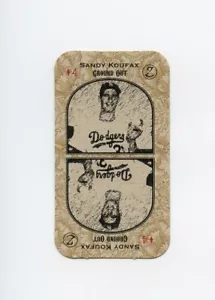 SANDY KOUFAX
+4 GROUND OUT Z
Dodgers
Dodgers
Z GROUND OUT +4
SANDY KOUFAX